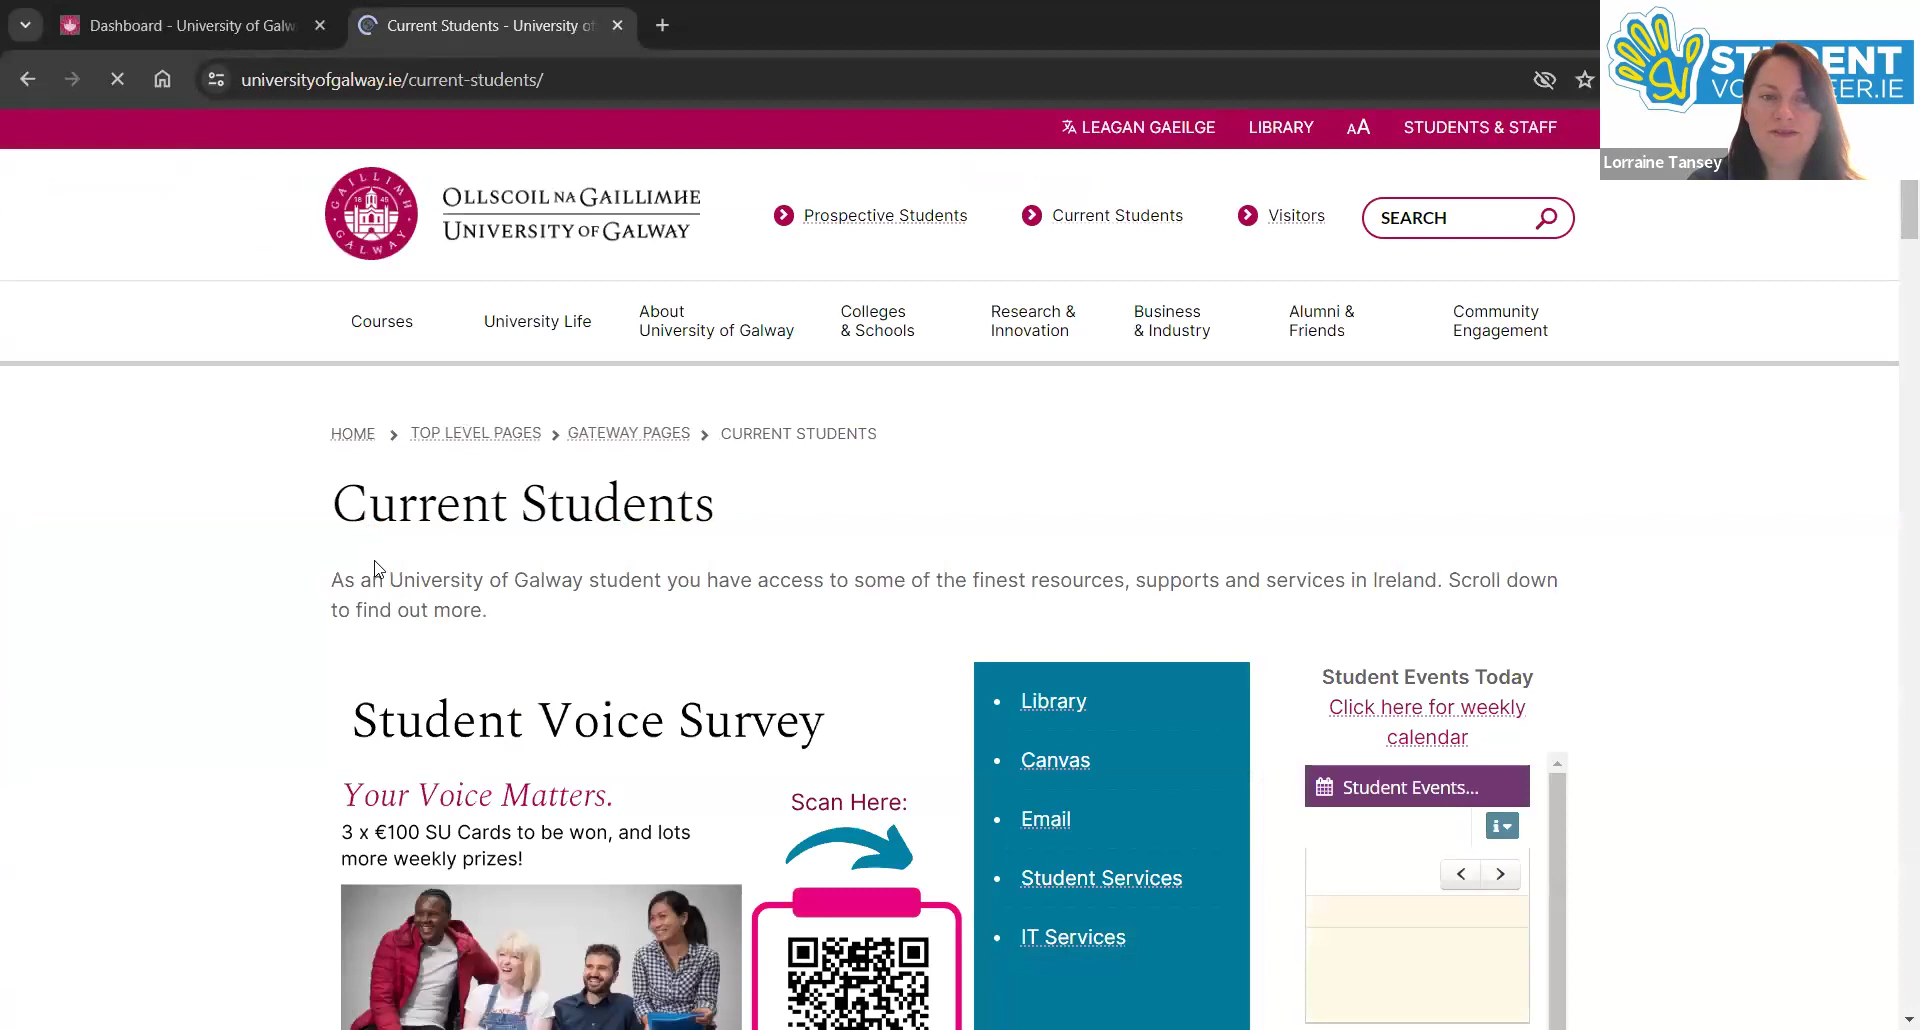 Dashboard - University of Galw
Current Students - University of
universityofgalway.ie/current-students/
STUDENT
Lorraine Tansey
LEAGAN GAEILGE
LIBRARY
AA
STUDENTS & STAFF
GAILLIMH
1845
GALWAY
OLLSCOIL NA GAILLIMHE
UNIVERSITY OF GALWAY
Prospective Students
Current Students
Visitors
SEARCH
Courses
University Life
About
University of Galway
Colleges
& Schools
Research &
Innovation
Business
& Industry
Alumni &
Friends
Community
Engagement
HOME > TOP LEVEL PAGES > GATEWAY PAGES > CURRENT STUDENTS
Current Students
As an University of Galway student you have access to some of the finest resources, supports and services in Ireland. Scroll down
to find out more.
Student Voice Survey
Your Voice Matters.
3 x €100 SU Cards to be won, and lots
more weekly prizes!
Scan Here:
Library
Canvas
Email
Student Services
IT Services
Student Events Today
Click here for weekly
calendar
Student Events...